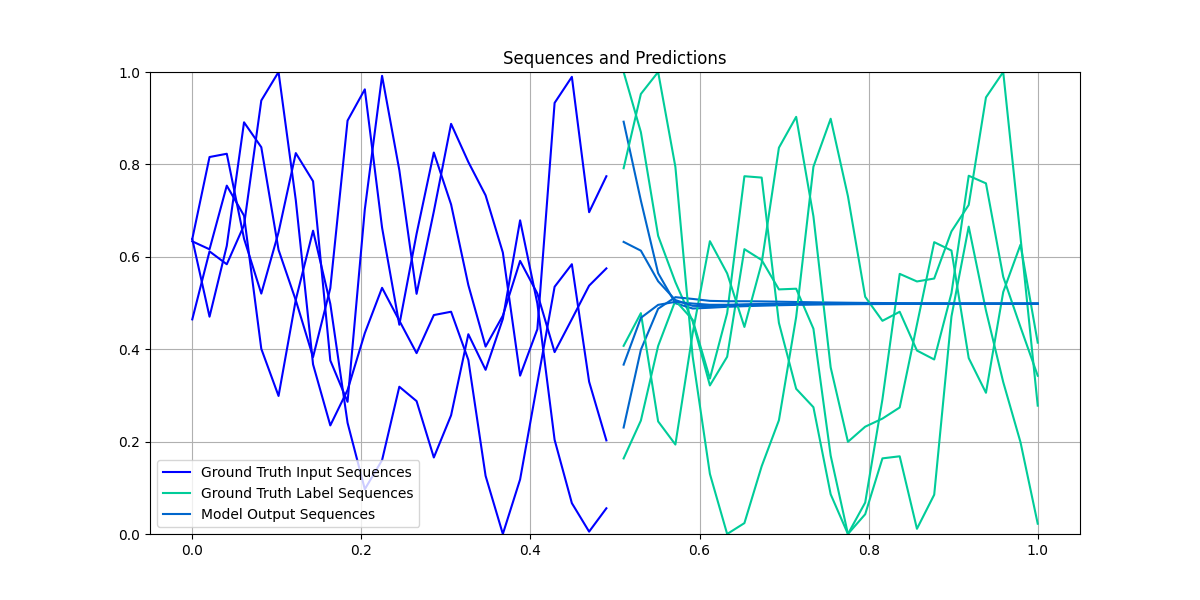 Sequences and Predictions
1.0
0.8
0.6
0.4
0.2
0.0
Ground Truth Input Sequences
Ground Truth Label Sequences
Model Output Sequences
0.0 0.2 0.4 0.6 0.8 1.0